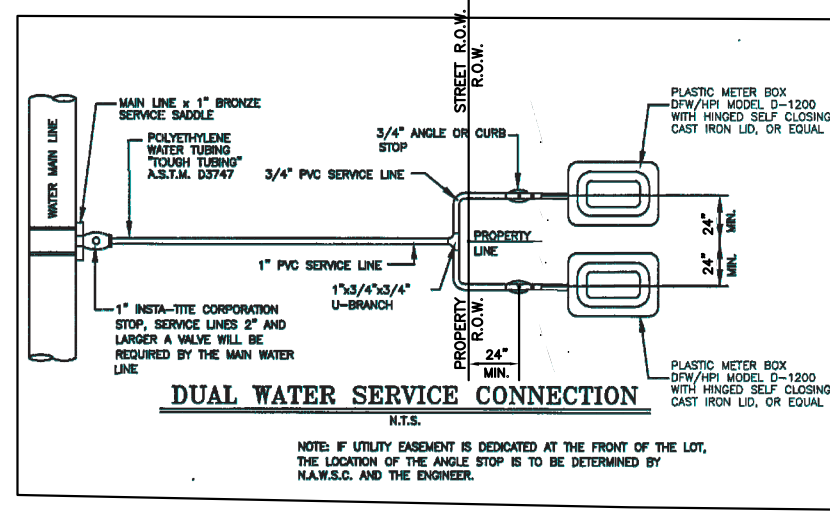 STREET R.O.W.
R.O.W.
MAIN LINE x 1" BRONZE
SERVICE SADDLE
POLYETHYLENE
WATER TUBING
"TOUGH TUBING"
A.S.T.M. D3747
3/4" ANGLE OR CURB
STOP
3/4" PVC SERVICE LINE
PLASTIC METER BOX
DFW/HPI MODEL D-1200
WITH HINGED SELF CLOSING
CAST IRON LID, OR EQUAL
WATER MAIN LINE
24"
MIN.
24"
MIN.
PROPERTY
LINE
1" PVC SERVICE LINE
1"x3/4"x3/4"
U-BRANCH
1" INSTA-TITE CORPORATION
STOP, SERVICE LINES 2" AND
LARGER A VALVE WILL BE
REQUIRED BY THE MAIN WATER
LINE
PROPERTY
R.O.W.
24"
MIN.
PLASTIC METER BOX
DFW/HPI MODEL D-1200
WITH HINGED SELF CLOSING
CAST IRON LID, OR EQUAL
DUAL WATER SERVICE CONNECTION
N.T.S.
NOTE: IF UTILITY EASEMENT IS DEDICATED AT THE FRONT OF THE LOT,
THE LOCATION OF THE ANGLE STOP IS TO BE DETERMINED BY
N.A.W.S.C. AND THE ENGINEER.